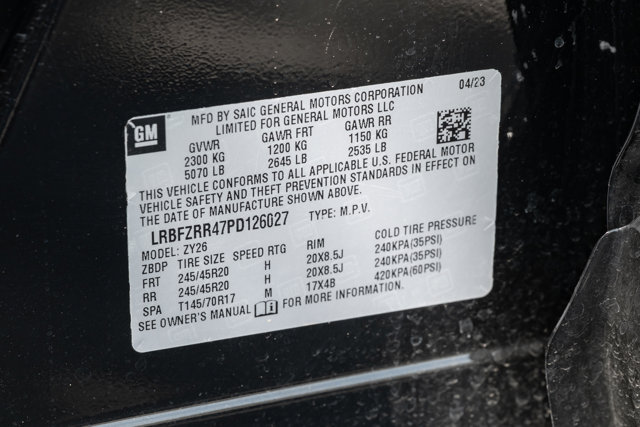 04/23
GM
MFD BY SAIC GENERAL MOTORS CORPORATION
LIMITED FOR GENERAL MOTORS LLC
GVWR GAWR FRT GAWR RR
2300 KG 1200 KG 1150 KG
5070 LB 2645 LB 2535 LB
THIS VEHICLE CONFORMS TO ALL APPLICABLE U.S. FEDERAL MOTOR
VEHICLE SAFETY AND THEFT PREVENTION STANDARDS IN EFFECT ON
THE DATE OF MANUFACTURE SHOWN ABOVE.
LRBFZRR47PD126027 TYPE: M.P.V.
MODEL: ZY26
ZBDP TIRE SIZE SPEED RTG RIM COLD TIRE PRESSURE
FRT 245/45R20 H 20X8.5J 240KPA(35PSI)
RR 245/45R20 H 20X8.5J 240KPA(35PSI)
SPA T145/70R17 M 17X4B 420KPA(60PSI)
SEE OWNER'S MANUAL FOR MORE INFORMATION.